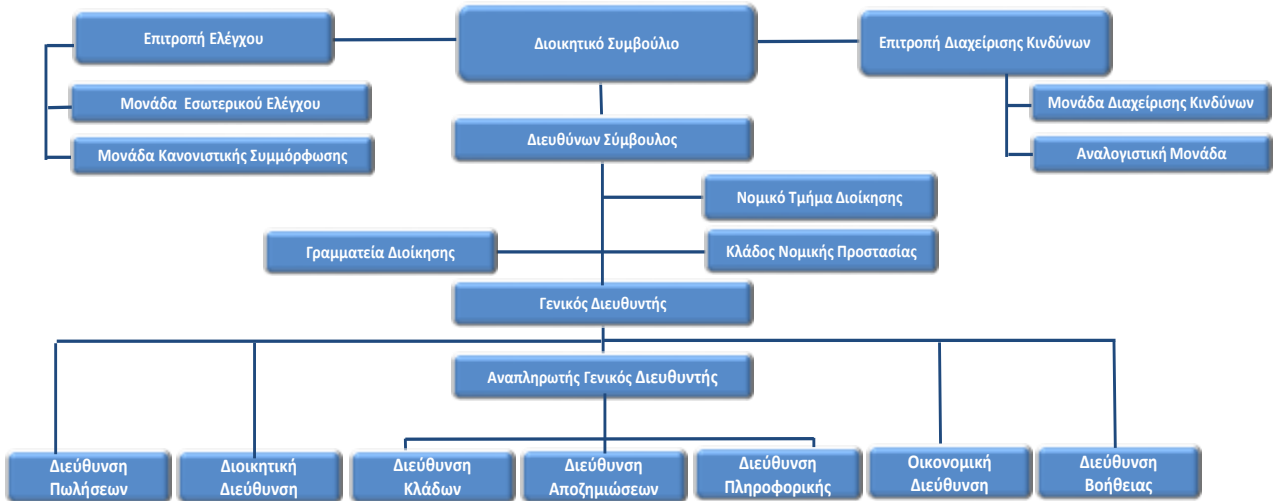 Επιτροπή Ελέγχου
Διοικητικό Συμβούλιο
Επιτροπή Διαχείρισης Κινδύνων
Μονάδα Εσωτερικού Ελέγχου
Μονάδα Διαχείρισης Κινδύνων
Διευθύνων Σύμβουλος
Μονάδα Κανονιστικής Συμμόρφωσης
Αναλογιστική Μονάδα
Νομικό Τμήμα Διοίκησης
Γραμματεία Διοίκησης
Κλάδος Νομικής Προστασίας
Γενικός Διευθυντής
Αναπληρωτής Γενικός Διευθυντής
Διεύθυνση
Πωλήσεων
Διοικητική
Διεύθυνση
Διεύθυνση
Κλάδων
Διεύθυνση
Αποζημιώσεων
Διεύθυνση
Πληροφορικής
Οικονομική
Διεύθυνση
Διεύθυνση
Βοήθειας